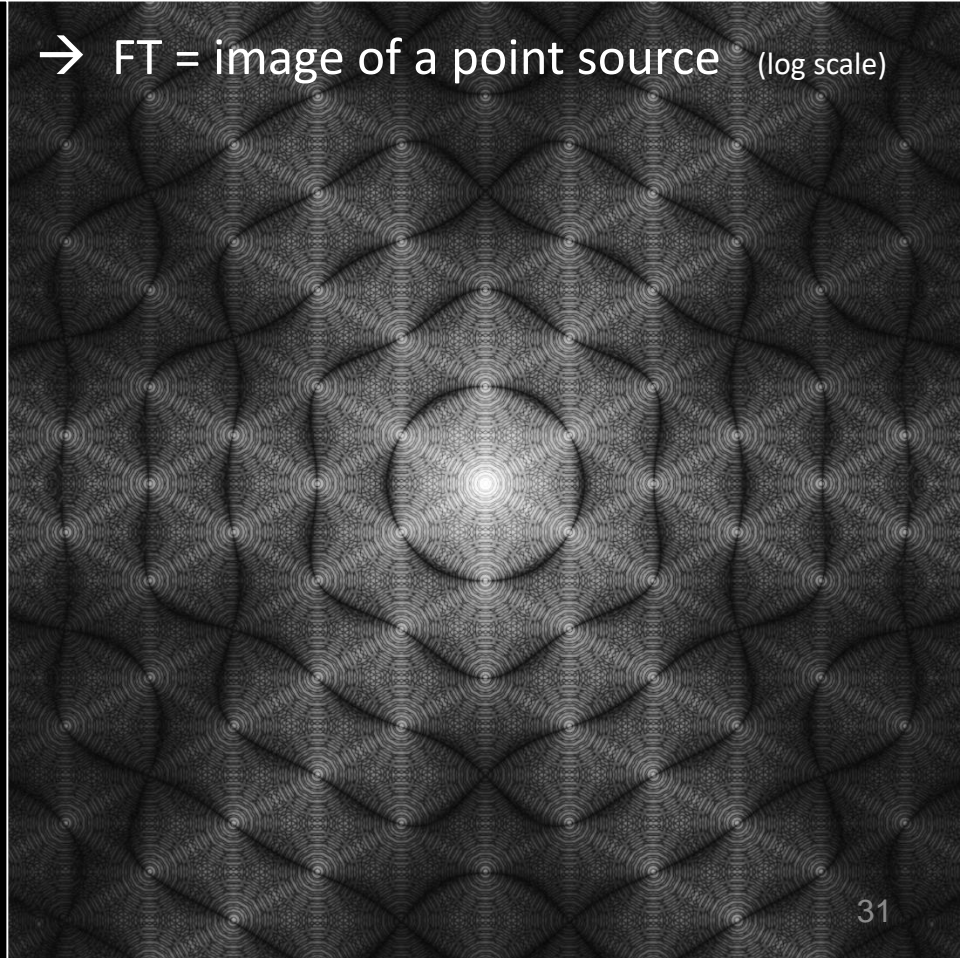 → FT = image of a point source (log scale)
31